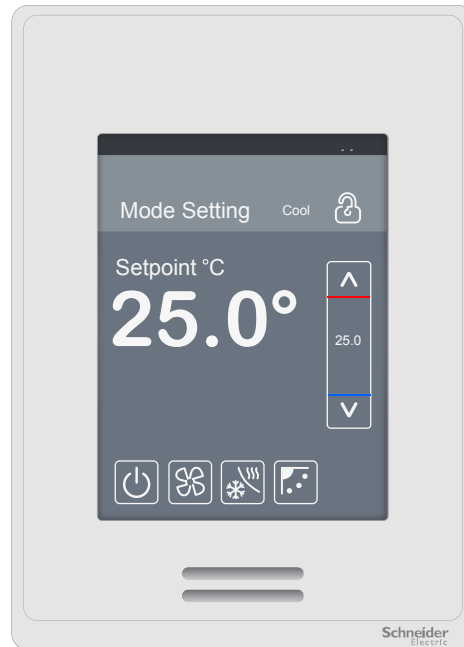 Mode Setting Cool
Setpoint °C
25.0°
25.0
Schneider
Electric